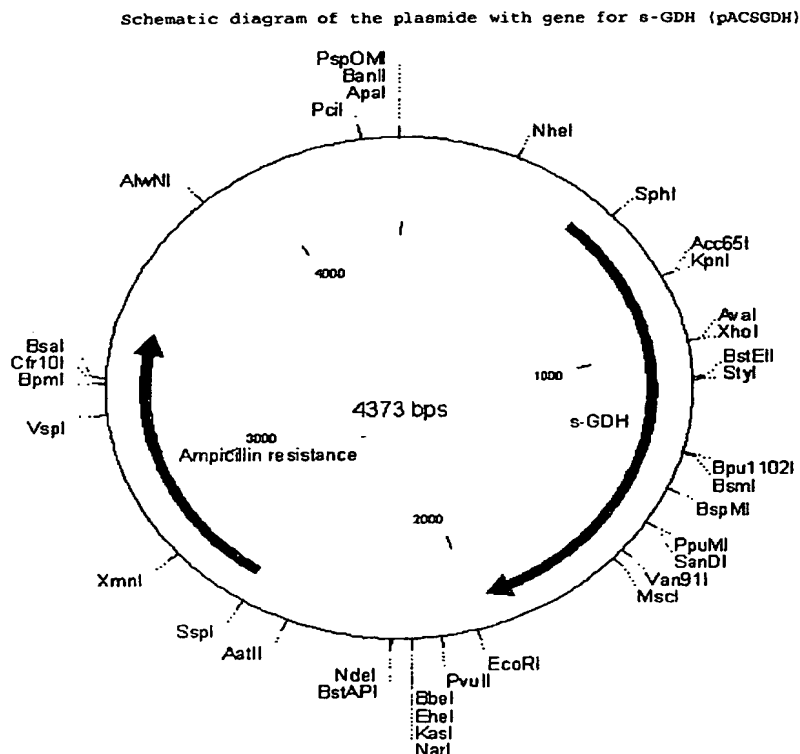 Schematic diagram of the plasmide with gene for s-GDH (pACSGDH)
PspOMI
BanII
ApaI
PciI
NheI
AlwNI
SphI
Acc65I
KpnI
4000
AvaI
XhoI
BstEII
StyI
BsaI
Cfr10I
BpmI
VspI
1000
4373 bps
s-GDH
3000
Ampicillin resistance
Bpu1102I
BsmI
BspMI
2000
PpuMI
SanDI
Van91I
MscI
XmnI
SspI
AatII
NdeI
BstAPI
EcoRI
PvuII
BbeI
EheI
KasI
NarI